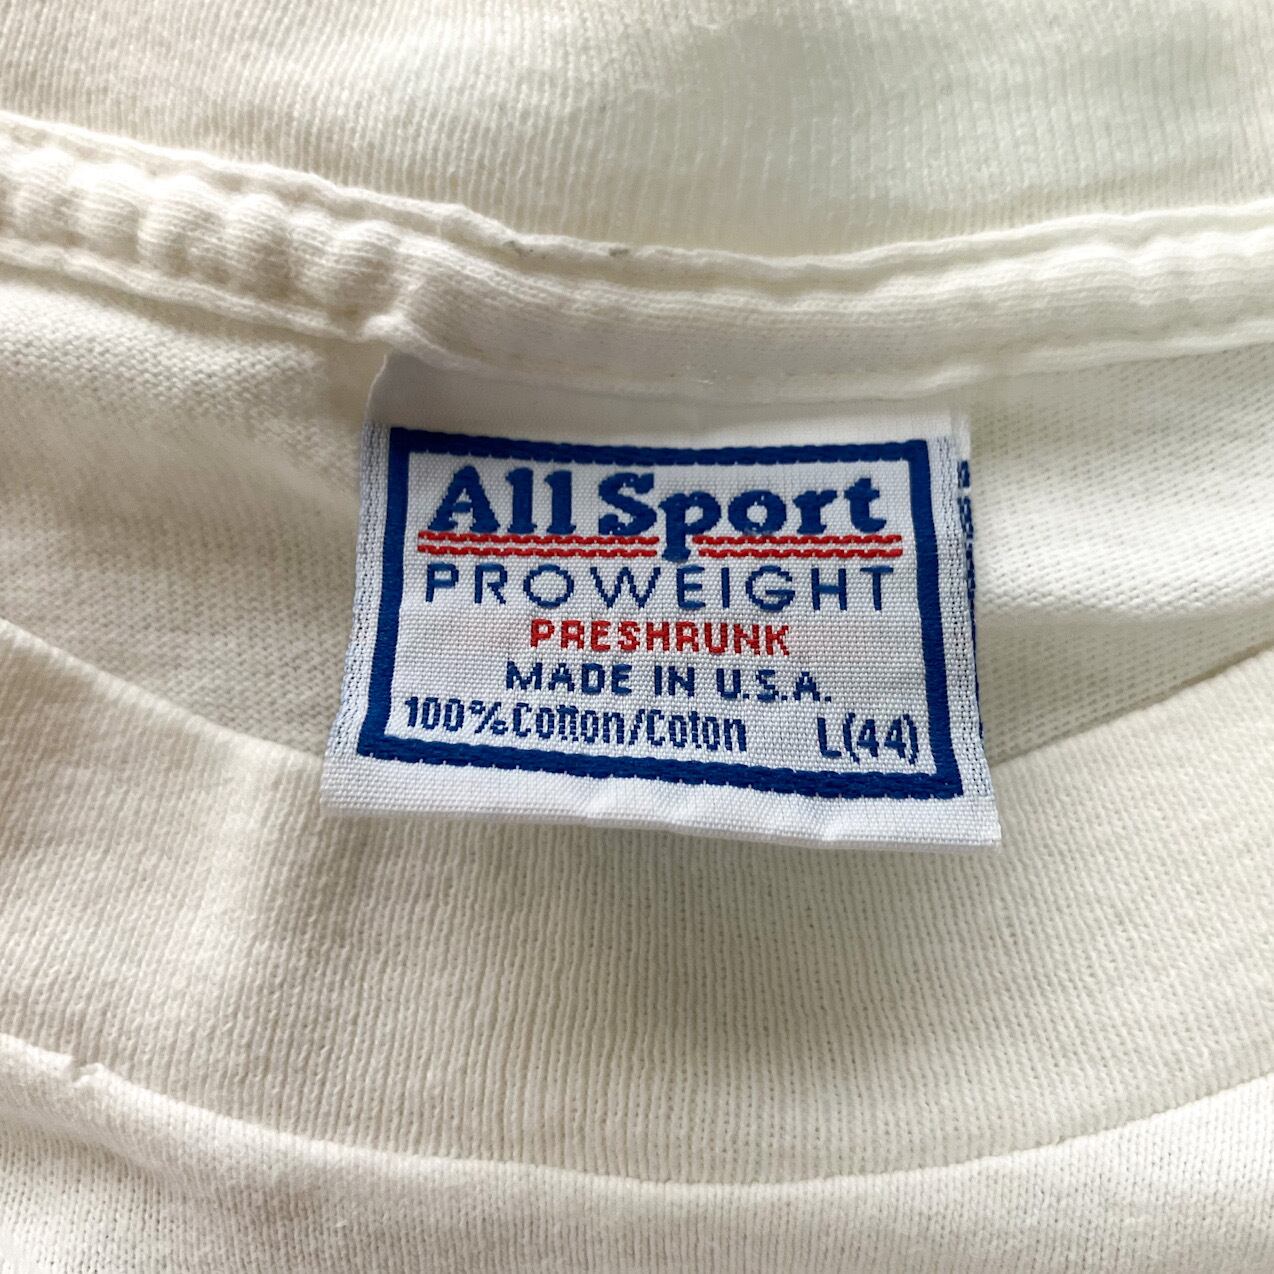 All Sport
PROWEIGHT
PRESHRUNK
MADE IN U.S.A.
100% Cotton/Coton L(44)